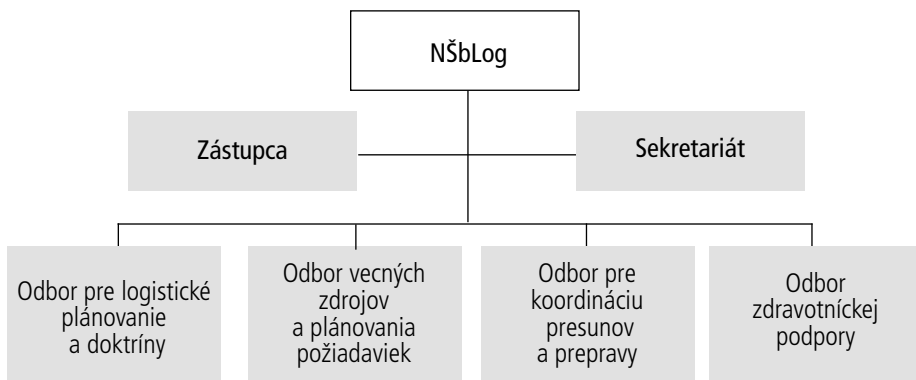 NŠbLog
Zástupca
Sekretariát
Odbor pre logistické
plánovanie
a doktríny
Odbor vecných
zdrojov
a plánovania
požiadaviek
Odbor pre
koordináciu
presunov
a prepravy
Odbor
zdravotníckej
podpory